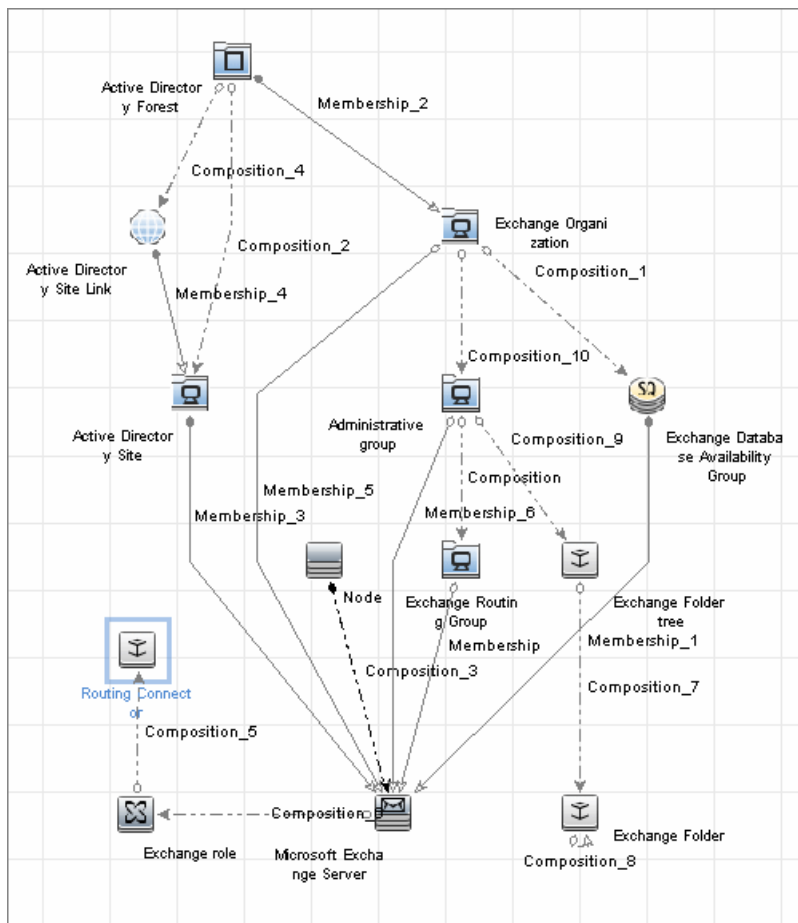 Active Director
y Forest
Membership_2
Composition_4
Exchange Organi
zation
Composition_2
Composition_1
Active Director
y Site Link
Membership_4
Composition_10
SQ
Administrative
group
Composition_9
Active Director
y Site
Exchange Databa
se Availability
Group
Membership_5
Composition
Membership_3
Membership_6
Node
Exchange Routin
g Group
Exchange Folder
tree
Membership
Membership_1
Composition_3
Composition_7
Routing Connect
or
Composition_5
Composition_
Exchange role
Microsoft Excha
nge Server
Exchange Folder
Composition_8